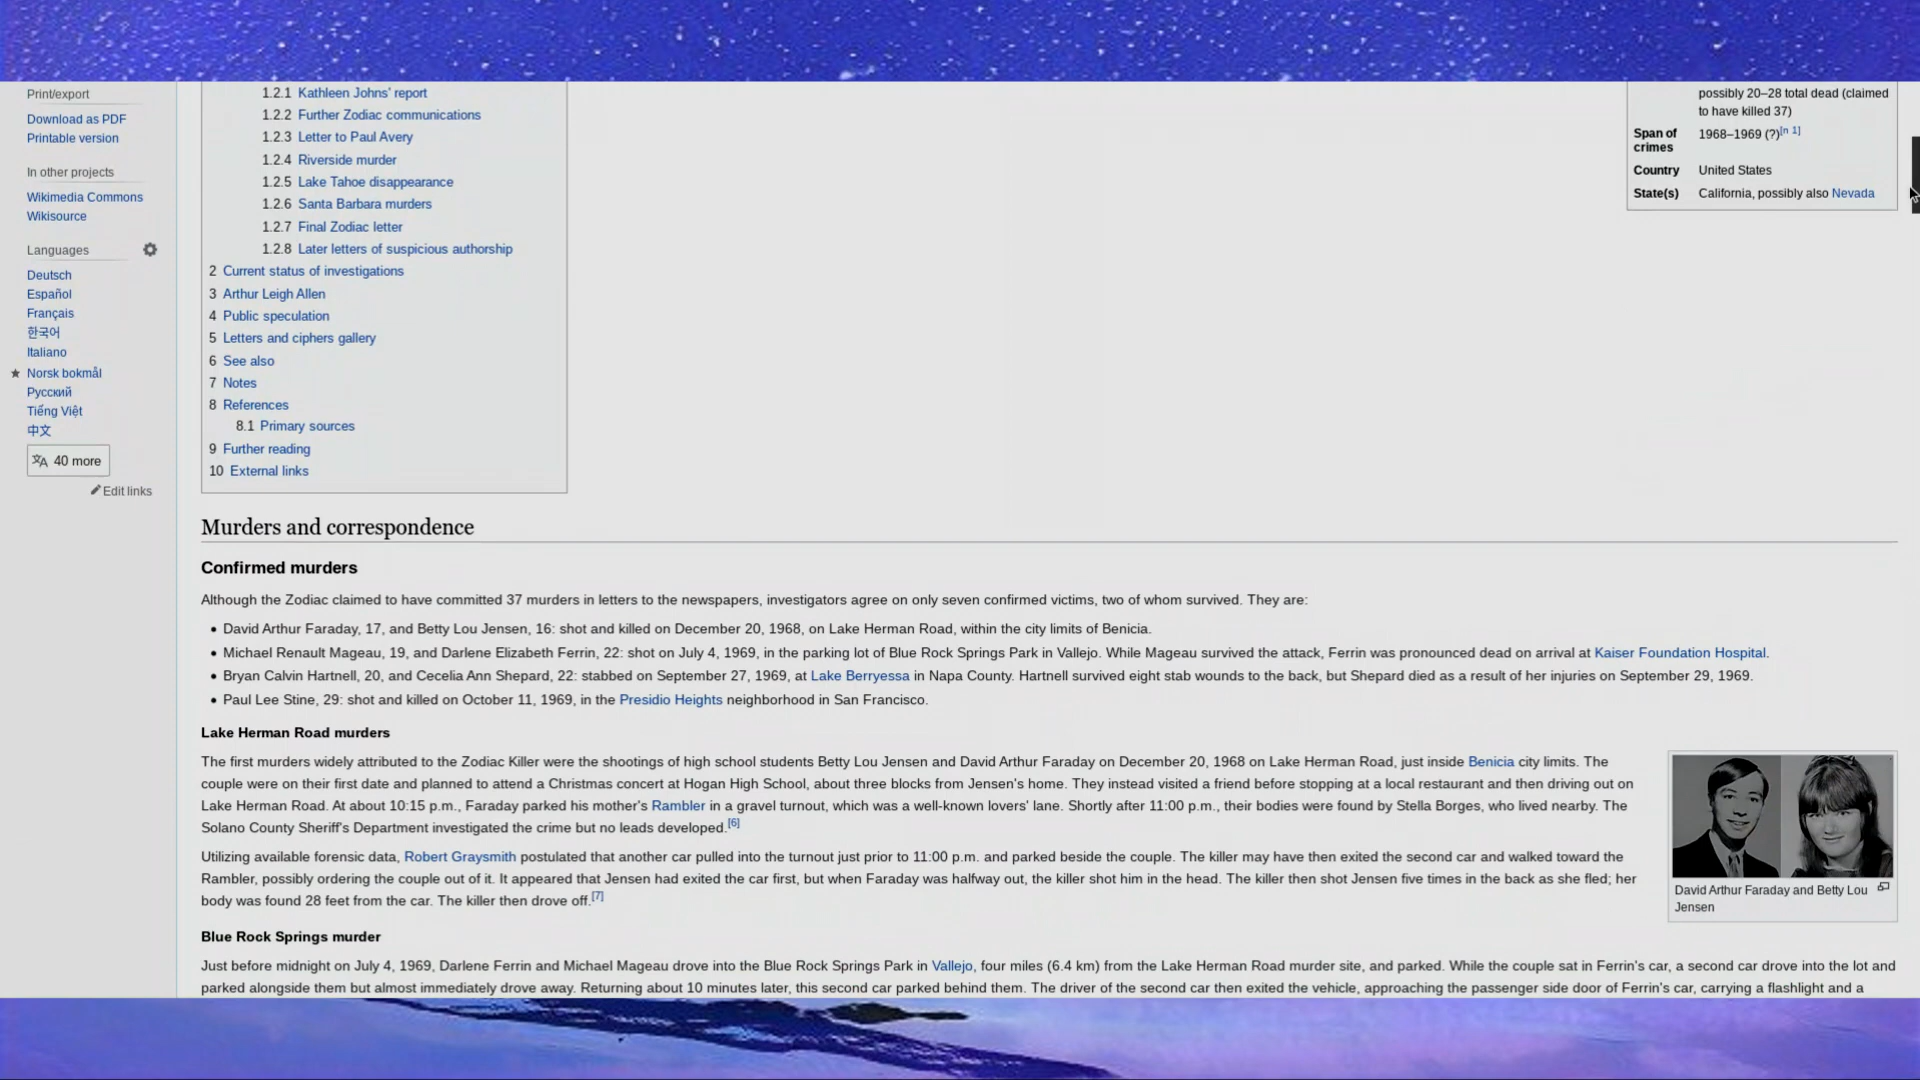 Print/export
Download as PDF
Printable version
In other projects
Wikimedia Commons
Wikisource
Languages
Deutsch
Español
Français
한국어
Italiano
Norsk bokmål
Русский
Tiếng Việt
中文
40 more
Edit links
1.2.1 Kathleen Johns' report
1.2.2 Further Zodiac communications
1.2.3 Letter to Paul Avery
1.2.4 Riverside murder
1.2.5 Lake Tahoe disappearance
1.2.6 Santa Barbara murders
1.2.7 Final Zodiac letter
1.2.8 Later letters of suspicious authorship
2 Current status of investigations
3 Arthur Leigh Allen
4 Public speculation
5 Letters and ciphers gallery
6 See also
7 Notes
8 References
8.1 Primary sources
9 Further reading
10 External links
possibly 20–28 total dead (claimed
to have killed 37)
Span of crimes 1968–1969 (?)[n 1]
Country United States
State(s) California, possibly also Nevada
Murders and correspondence
Confirmed murders
Although the Zodiac claimed to have committed 37 murders in letters to the newspapers, investigators agree on only seven confirmed victims, two of whom survived. They are:
• David Arthur Faraday, 17, and Betty Lou Jensen, 16: shot and killed on December 20, 1968, on Lake Herman Road, within the city limits of Benicia.
• Michael Renault Mageau, 19, and Darlene Elizabeth Ferrin, 22: shot on July 4, 1969, in the parking lot of Blue Rock Springs Park in Vallejo. While Mageau survived the attack, Ferrin was pronounced dead on arrival at Kaiser Foundation Hospital.
• Bryan Calvin Hartnell, 20, and Cecelia Ann Shepard, 22: stabbed on September 27, 1969, at Lake Berryessa in Napa County. Hartnell survived eight stab wounds to the back, but Shepard died as a result of her injuries on September 29, 1969.
• Paul Lee Stine, 29: shot and killed on October 11, 1969, in the Presidio Heights neighborhood in San Francisco.
Lake Herman Road murders
The first murders widely attributed to the Zodiac Killer were the shootings of high school students Betty Lou Jensen and David Arthur Faraday on December 20, 1968 on Lake Herman Road, just inside Benicia city limits. The
couple were on their first date and planned to attend a Christmas concert at Hogan High School, about three blocks from Jensen's home. They instead visited a friend before stopping at a local restaurant and then driving out on
Lake Herman Road. At about 10:15 p.m., Faraday parked his mother's Rambler in a gravel turnout, which was a well-known lovers' lane. Shortly after 11:00 p.m., their bodies were found by Stella Borges, who lived nearby. The
Solano County Sheriff's Department investigated the crime but no leads developed.[6]
Utilizing available forensic data, Robert Graysmith postulated that another car pulled into the turnout just prior to 11:00 p.m. and parked beside the couple. The killer may have then exited the second car and walked toward the
Rambler, possibly ordering the couple out of it. It appeared that Jensen had exited the car first, but when Faraday was halfway out, the killer shot him in the head. The killer then shot Jensen five times in the back as she fled; her
body was found 28 feet from the car. The killer then drove off.[7]
David Arthur Faraday and Betty Lou
Jensen
Blue Rock Springs murder
Just before midnight on July 4, 1969, Darlene Ferrin and Michael Mageau drove into the Blue Rock Springs Park in Vallejo, four miles (6.4 km) from the Lake Herman Road murder site, and parked. While the couple sat in Ferrin's car, a second car drove into the lot and
parked alongside them but almost immediately drove away. Returning about 10 minutes later, this second car parked behind them. The driver of the second car then exited the vehicle, approaching the passenger side door of Ferrin's car, carrying a flashlight and a